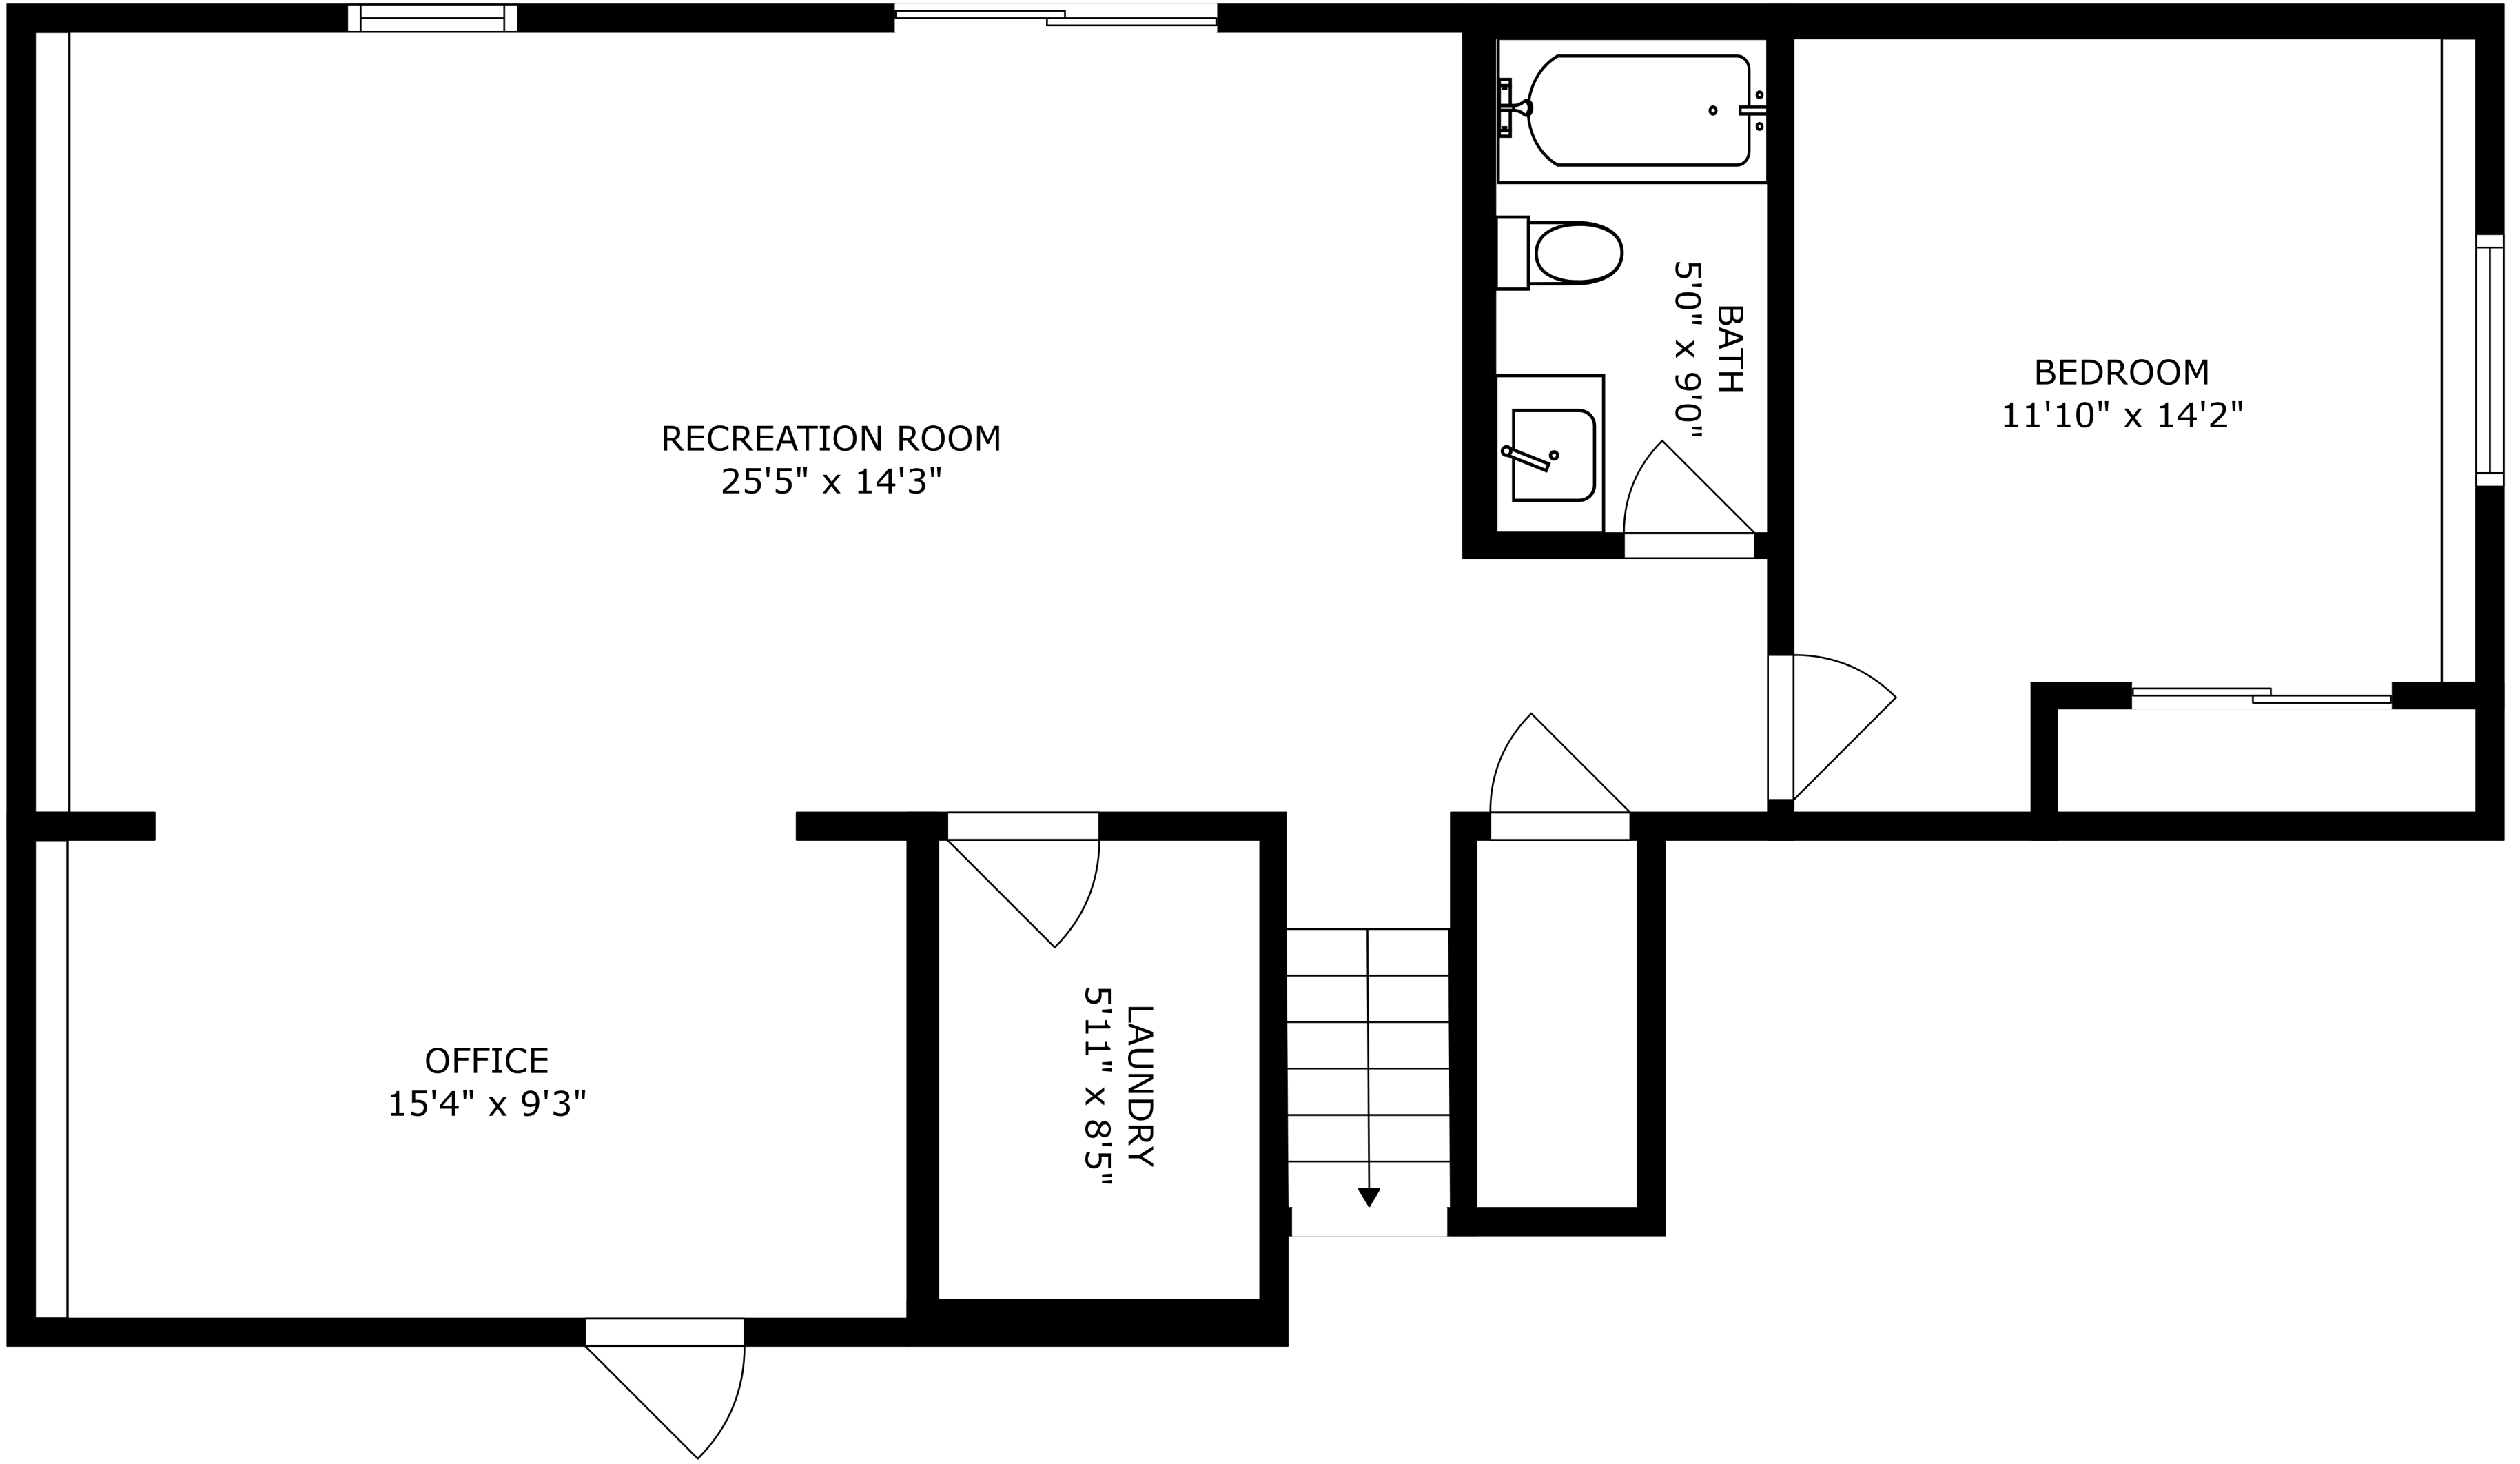 RECREATION ROOM
25'5" x 14'3"
BATH
5'0" x 9'0"
BEDROOM
11'10" x 14'2"
OFFICE
15'4" x 9'3"
LAUNDRY
5'11" x 8'5"